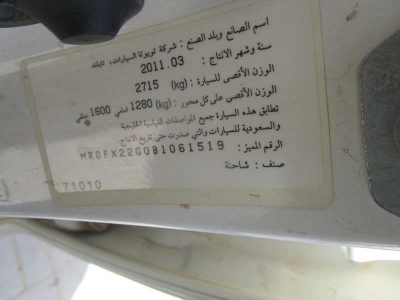 اسم الصانع وبلد الصنع : شركة تويوتا للسيارات، تايلند
سنة وشهر الانتاج : 2011.03
الوزن الأقصى للسيارة : (kg) 2715
الوزن الأقصى على كل محور : (kg) 1280 أمامي 1600 خلفي
تطابق هذه السيارة جميع المواصفات القياسية الخليجية
والسعودية للسيارات والتي صدرت حتى تاريخ الانتاج .
الرقم المميز : MR0FX22G0B1061519
صنف : شاحنة
71010